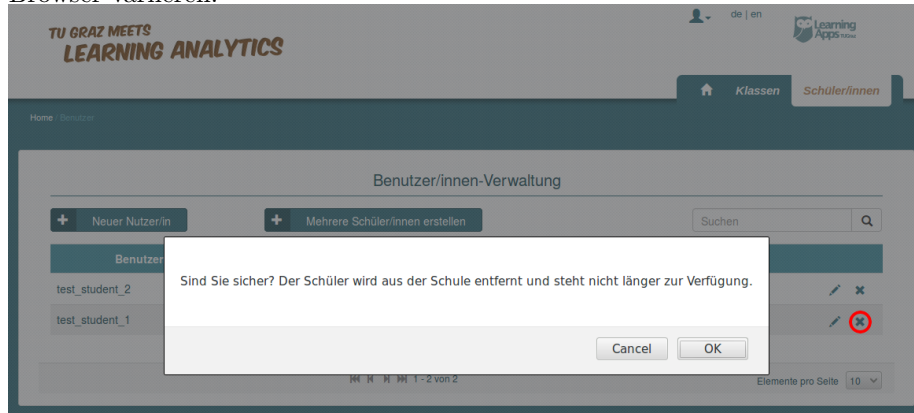 Browser variieren.
TU GRAZ MEETS
LEARNING ANALYTICS
de | en
Learning
Apps
Klassen
Schüler/innen
Home / Benutzer
Benutzer/innen-Verwaltung
Neuer Nutzer/in
Mehrere Schüler/innen erstellen
Suchen
Benutzer
Sind Sie sicher? Der Schüler wird aus der Schule entfernt und steht nicht länger zur Verfügung.
test_student_2
test_student_1
Cancel
OK
1 - 2 von 2
Elemente pro Seite 10